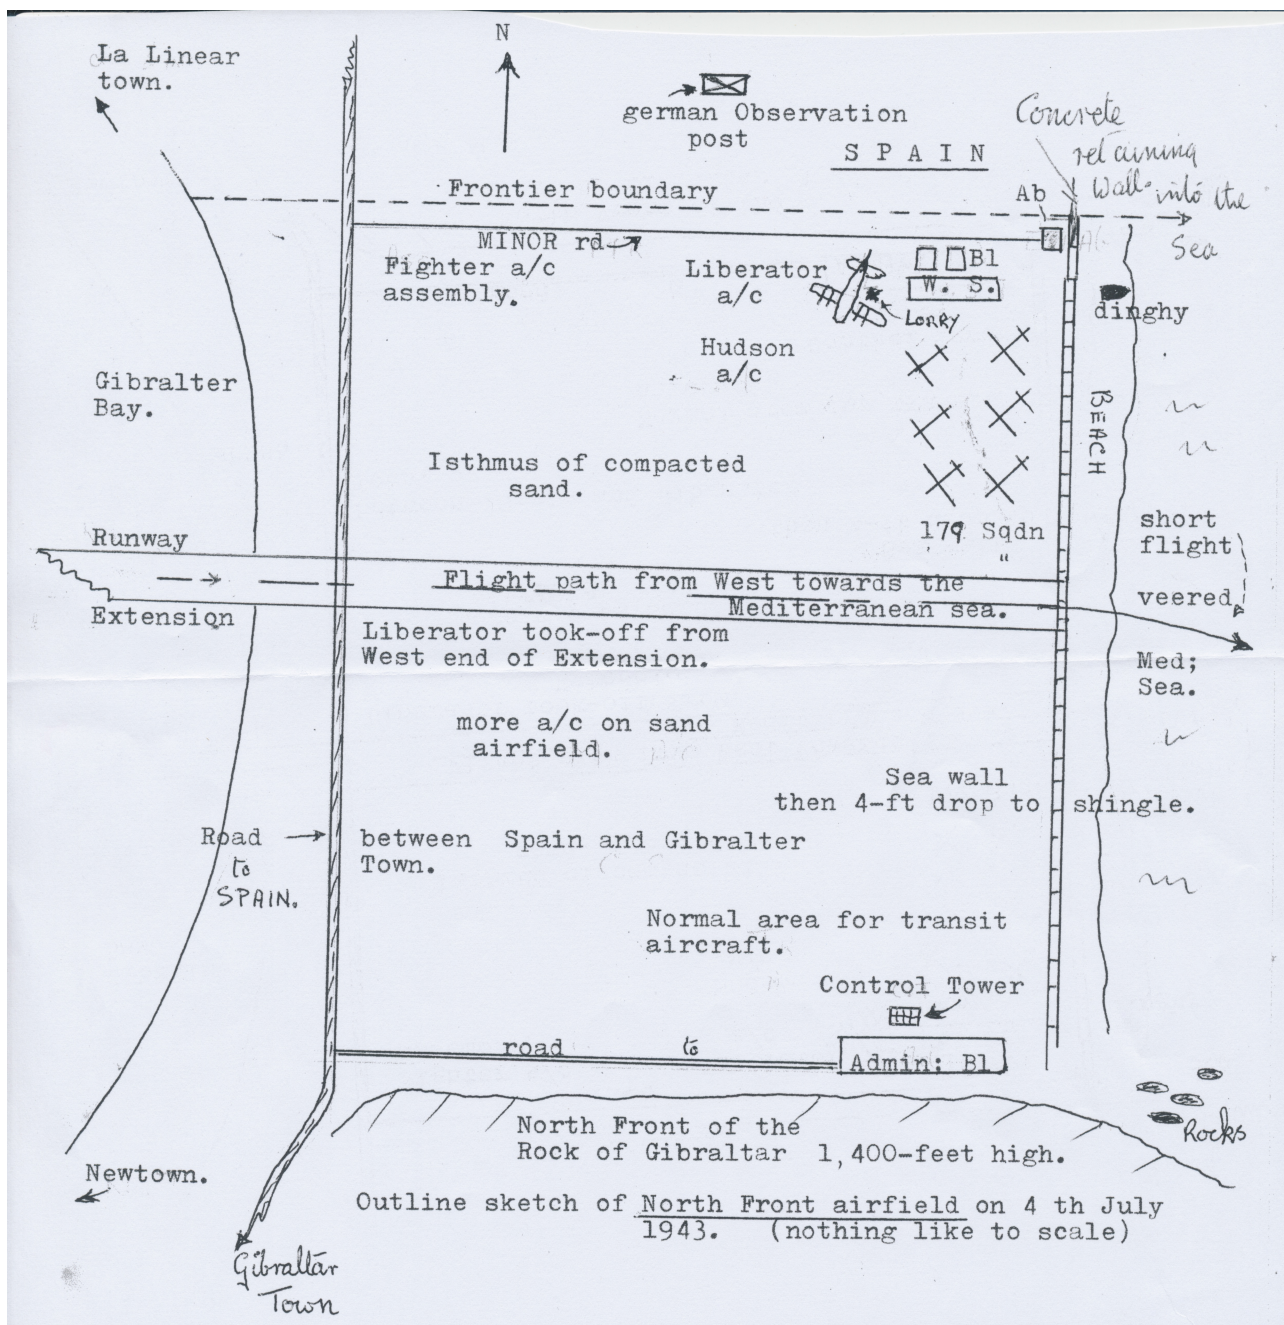 N
La Linear
town.
german Observation
post
Concrete
retaining
Wall into the
Sea
SPAIN
Frontier boundary
Ab
MINOR rd
Fighter a/c
assembly.
Liberator
a/c
Bl
W. S.
LORRY
dinghy
Hudson
a/c
Gibralter
Bay.
BEACH
Isthmus of compacted
sand.
179 Sqdn
"
short
flight
veered
Runway
Extension
Flight path from West towards the
Mediterranean sea.
Liberator took-off from
West end of Extension.
Med;
Sea.
more a/c on sand
airfield.
Sea wall
then 4-ft drop to shingle.
Road
to
SPAIN.
between Spain and Gibralter
Town.
Normal area for transit
aircraft.
Control Tower
road to
Admin: Bl
Rocks
North Front of the
Rock of Gibraltar 1,400-feet high.
Newtown.
Outline sketch of North Front airfield on 4 th July
1943. (nothing like to scale)
Gibraltar
Town